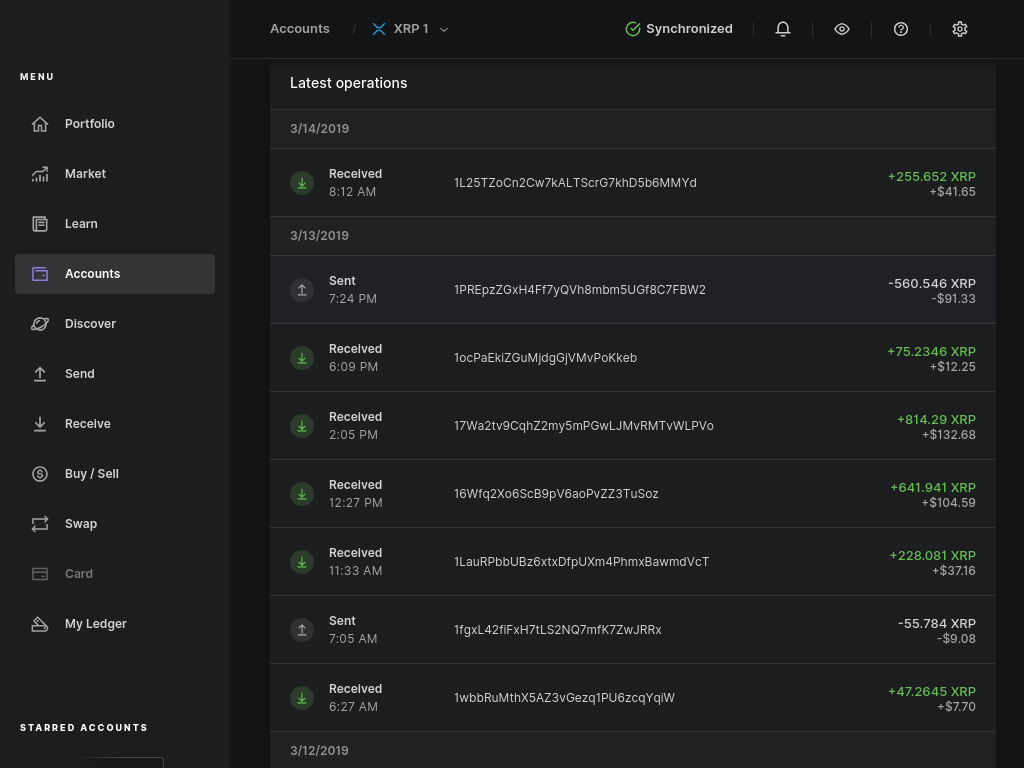 Accounts / XRP 1
Synchronized
MENU
Portfolio
Market
Learn
Accounts
Discover
Send
Receive
Buy / Sell
Swap
Card
My Ledger
STARRED ACCOUNTS
Latest operations
3/14/2019
Received
8:12 AM
1L25TZoCn2Cw7kALTScrG7khD5b6MMYd
+255.652 XRP
+$41.65
3/13/2019
Sent
7:24 PM
1PREpzZGxH4Ff7yQVh8mbm5UGf8C7FBW2
-560.546 XRP
-$91.33
Received
6:09 PM
1ocPaEkiZGuMjdgGjVMvPoKkeb
+75.2346 XRP
+$12.25
Received
2:05 PM
17Wa2tv9CqhZ2my5mPGwLJMvRMTvWLPVo
+814.29 XRP
+$132.68
Received
12:27 PM
16Wfq2Xo6ScB9pV6aoPvZZ3TuSoz
+641.941 XRP
+$104.59
Received
11:33 AM
1LauRPbbUBz6xtxDfpUXm4PhmxBawmdVcT
+228.081 XRP
+$37.16
Sent
7:05 AM
1fgxL42fiFxH7tLS2NQ7mfK7ZwJRRx
-55.784 XRP
-$9.08
Received
6:27 AM
1wbbRuMthX5AZ3vGezq1PU6zcqYqiW
+47.2645 XRP
+$7.70
3/12/2019